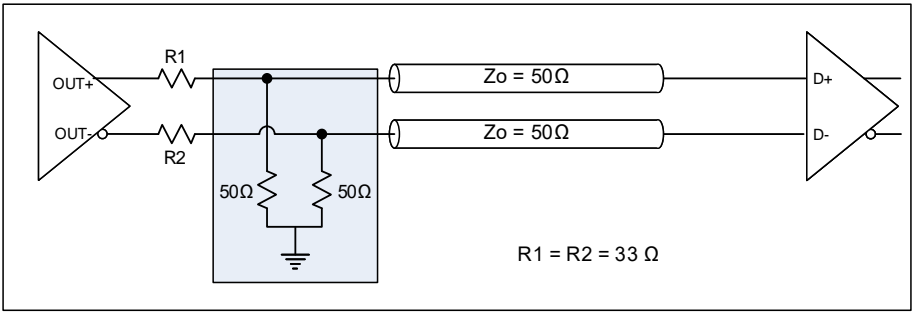 R1
OUT+
Zo = 50Ω
D+
OUT-
Zo = 50Ω
D-
R2
50Ω
50Ω
R1 = R2 = 33 Ω